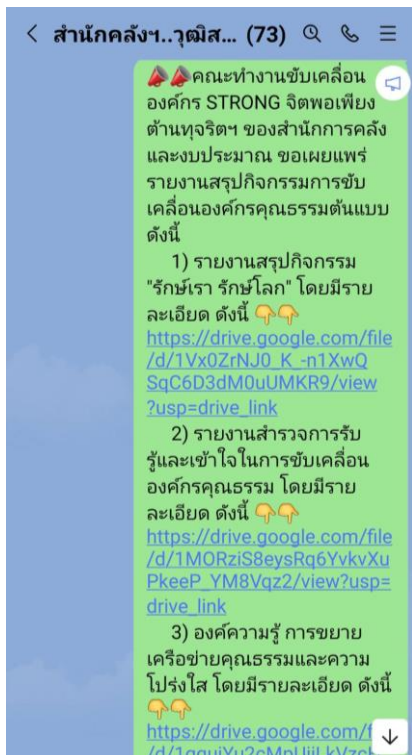 สำนักคลังฯ..วุฒิส... (73)
📣📣คณะทำงานขับเคลื่อน
องค์กร STRONG จิตพอเพียง
ต้านทุจริตฯ ของสำนักการคลัง
และงบประมาณ ขอเผยแพร่
รายงานสรุปกิจกรรมการขับ
เคลื่อนองค์กรคุณธรรมต้นแบบ
ดังนี้
1) รายงานสรุปกิจกรรม
"รักษ์เรา รักษ์โลก" โดยมีราย
ละเอียด ดังนี้ 👇👇
https://drive.google.com/file
/d/1Vx0ZrNJ0_K_-n1XwQ
SqC6D3dM0uUMKR9/view
?usp=drive_link
2) รายงานสำรวจการรับ
รู้และเข้าใจในการขับเคลื่อน
องค์กรคุณธรรม โดยมีราย
ละเอียด ดังนี้ 👇👇
https://drive.google.com/file
/d/1MORziS8eysRq6YvkvXu
PkeeP_YM8Vqz2/view?usp=
drive_link
3) องค์ความรู้ การขยาย
เครือข่ายคุณธรรมและความ
โปร่งใส โดยมีรายละเอียด ดังนี้
👇👇
https://drive.google.com/f